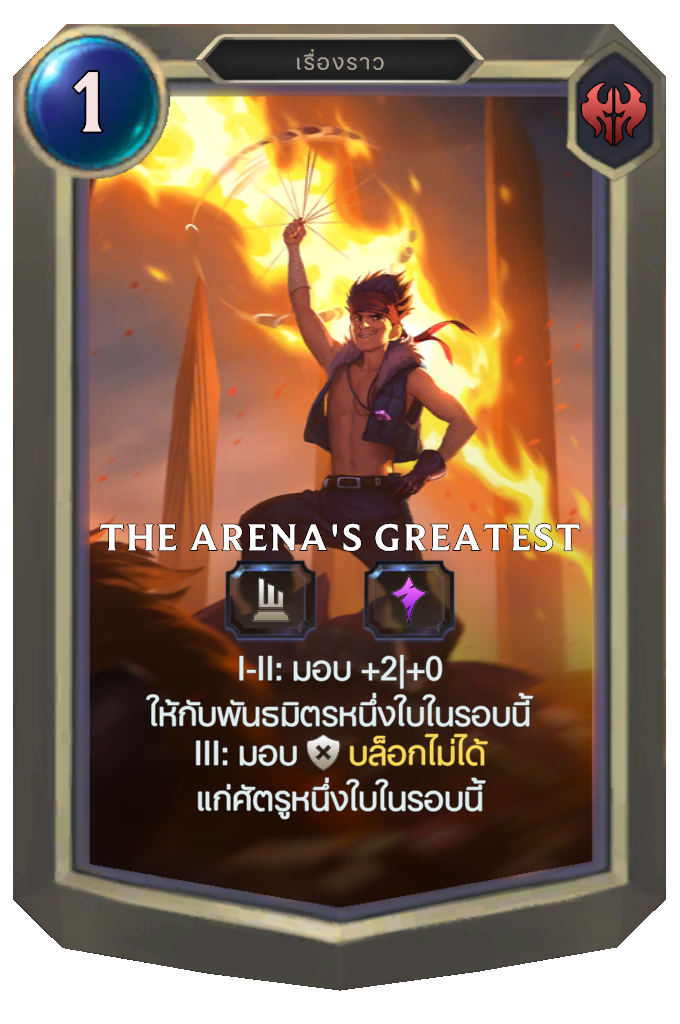 1
เรื่องราว
THE ARENA'S GREATEST
I-II: มอบ +2|+0
ให้กับพันธมิตรหนึ่งใบในรอบนี้
III: มอบ บล็อกไม่ได้
แก่ศัตรูหนึ่งใบในรอบนี้